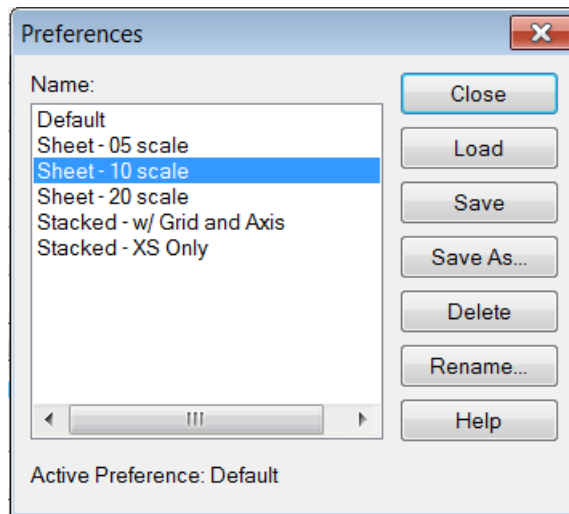 Preferences
Name:
Default
Sheet - 05 scale
Sheet - 10 scale
Sheet - 20 scale
Stacked - w/ Grid and Axis
Stacked - XS Only
Close
Load
Save
Save As...
Delete
Rename...
Help
Active Preference: Default